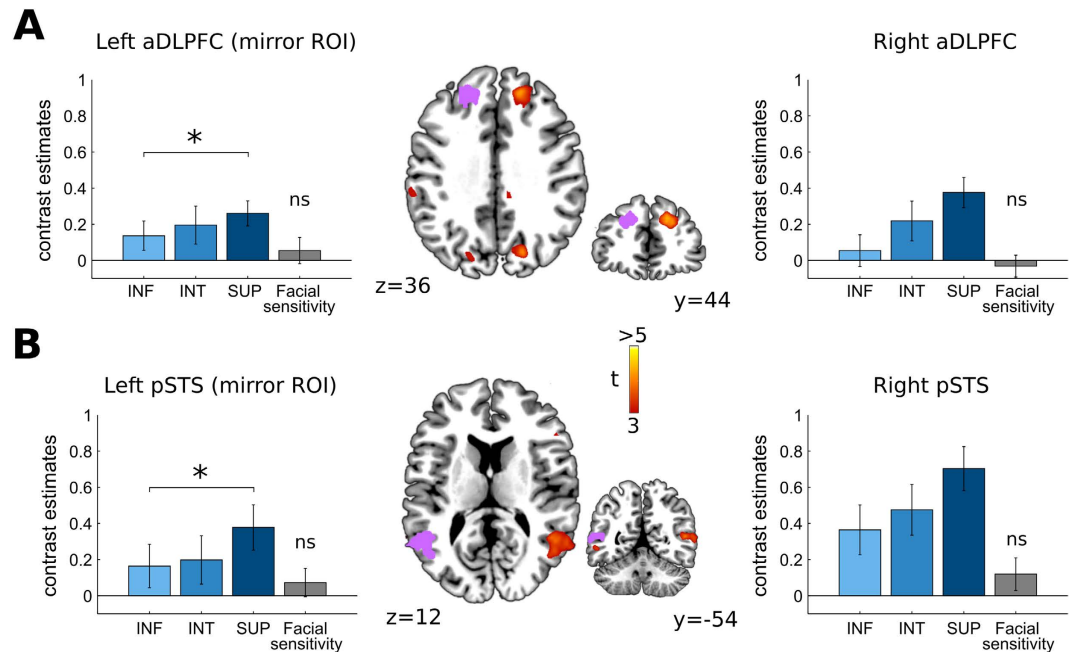 A
Left aDLPFC (mirror ROI)
Right aDLPFC
contrast estimates
1
0.8
0.6
0.4
0.2
0
*
ns
INF
INT
SUP
Facial
sensitivity
z=36
y=44
contrast estimates
1
0.8
0.6
0.4
0.2
0
ns
INF
INT
SUP
Facial
sensitivity
B
Left pSTS (mirror ROI)
Right pSTS
>5
t
3
contrast estimates
1
0.8
0.6
0.4
0.2
0
*
ns
INF
INT
SUP
Facial
sensitivity
z=12
y=-54
contrast estimates
1
0.8
0.6
0.4
0.2
0
ns
INF
INT
SUP
Facial
sensitivity